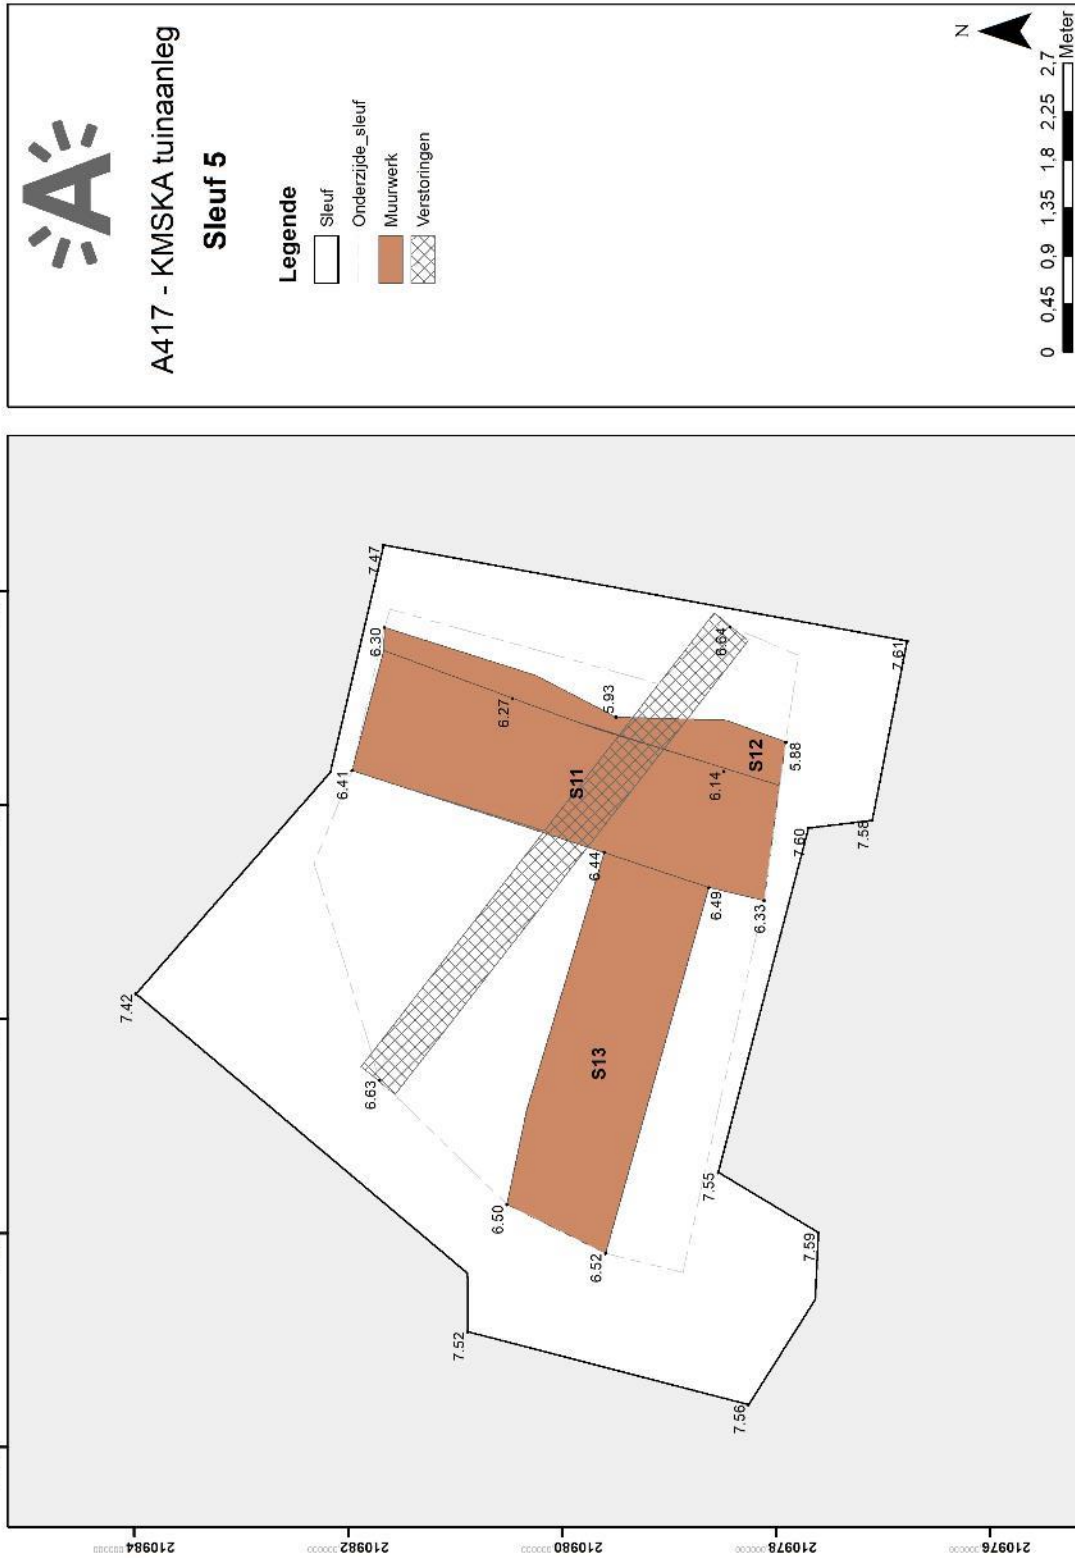 A
A417 - KMSKA tuinaanleg
Sleuf 5
Legende
Sleuf
Onderzijde_sleuf
Muurwerk
Verstoringen
N
0 0,45 0,9 1,35 1,8 2,25 2,7
Meter
7.47
6.30
6.64
7.61
6.27
5.93
5.88
S12
6.14
6.41
S11
7.58
7.60
6.44
6.49
6.33
7.42
6.63
S13
7.55
6.50
6.52
7.59
7.52
7.56
210984
210982
210980
210978
210976